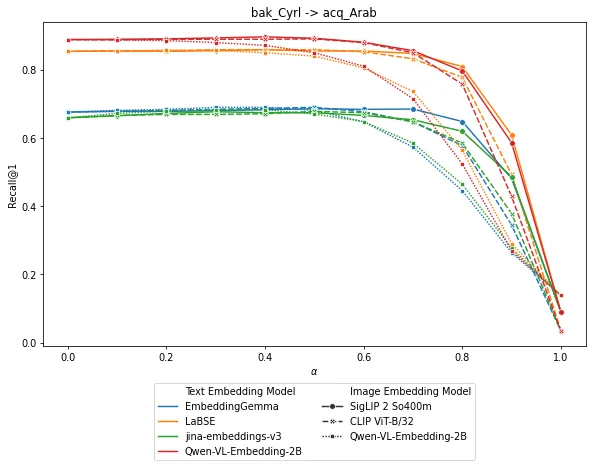 bak_Cyrl -> acq_Arab
Recall@1
0.8
0.6
0.4
0.2
0.0
0.0 0.2 0.4 0.6 0.8 1.0
α
Text Embedding Model
EmbeddingGemma
LaBSE
jina-embeddings-v3
Qwen-VL-Embedding-2B
Image Embedding Model
SigLIP 2 So400m
CLIP ViT-B/32
Qwen-VL-Embedding-2B